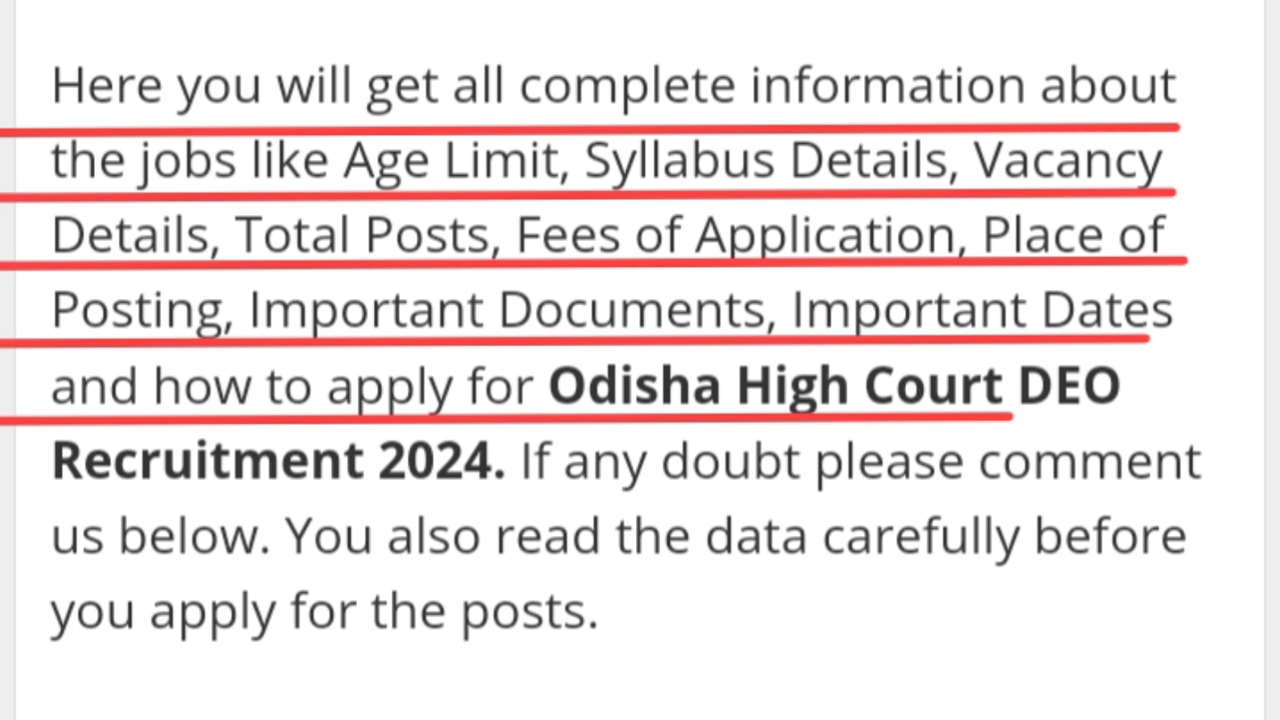 Here you will get all complete information about
the jobs like Age Limit, Syllabus Details, Vacancy
Details, Total Posts, Fees of Application, Place of
Posting, Important Documents, Important Dates
and how to apply for Odisha High Court DEO
Recruitment 2024. If any doubt please comment
us below. You also read the data carefully before
you apply for the posts.